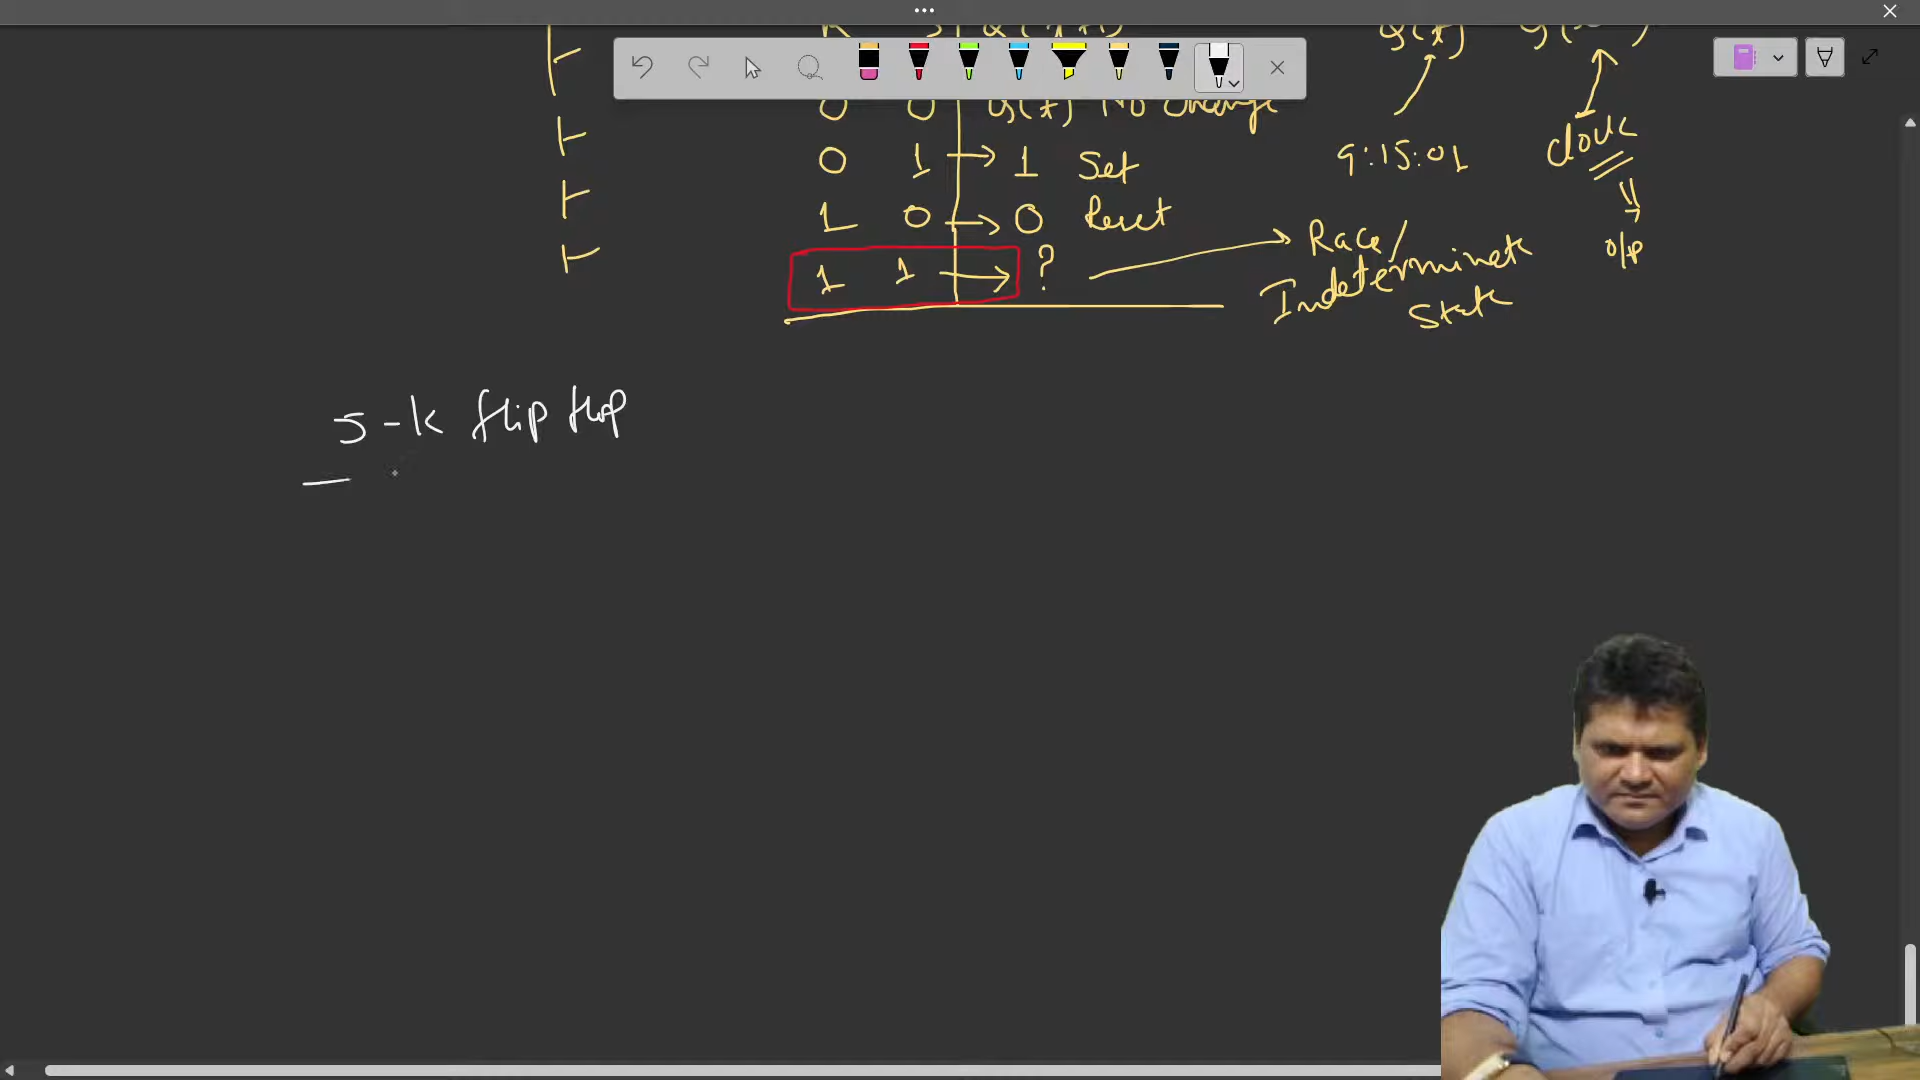 0 0 Q(t) No Change
0 1 → 1 Set
1 0 → 0 Reset
1 1 → ? → Race/
Indeterminate
State
9:15:01
clock
o/p
J-K flip flop